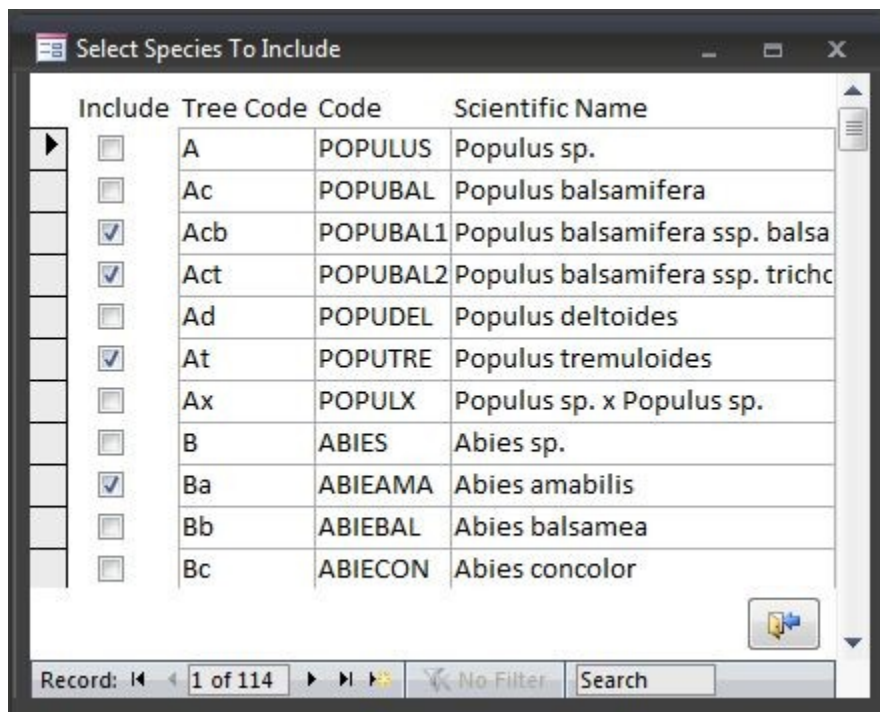 Select Species To Include
Include Tree Code Code Scientific Name
A POPULUS Populus sp.
Ac POPUBAL Populus balsamifera
Acb POPUBAL1 Populus balsamifera ssp. balsa
Act POPUBAL2 Populus balsamifera ssp. tricho
Ad POPUDEL Populus deltoides
At POPUTRE Populus tremuloides
Ax POPULX Populus sp. x Populus sp.
B ABIES Abies sp.
Ba ABIEAMA Abies amabilis
Bb ABIEBAL Abies balsamea
Bc ABIECON Abies concolor
Record: 1 of 114 No Filter Search